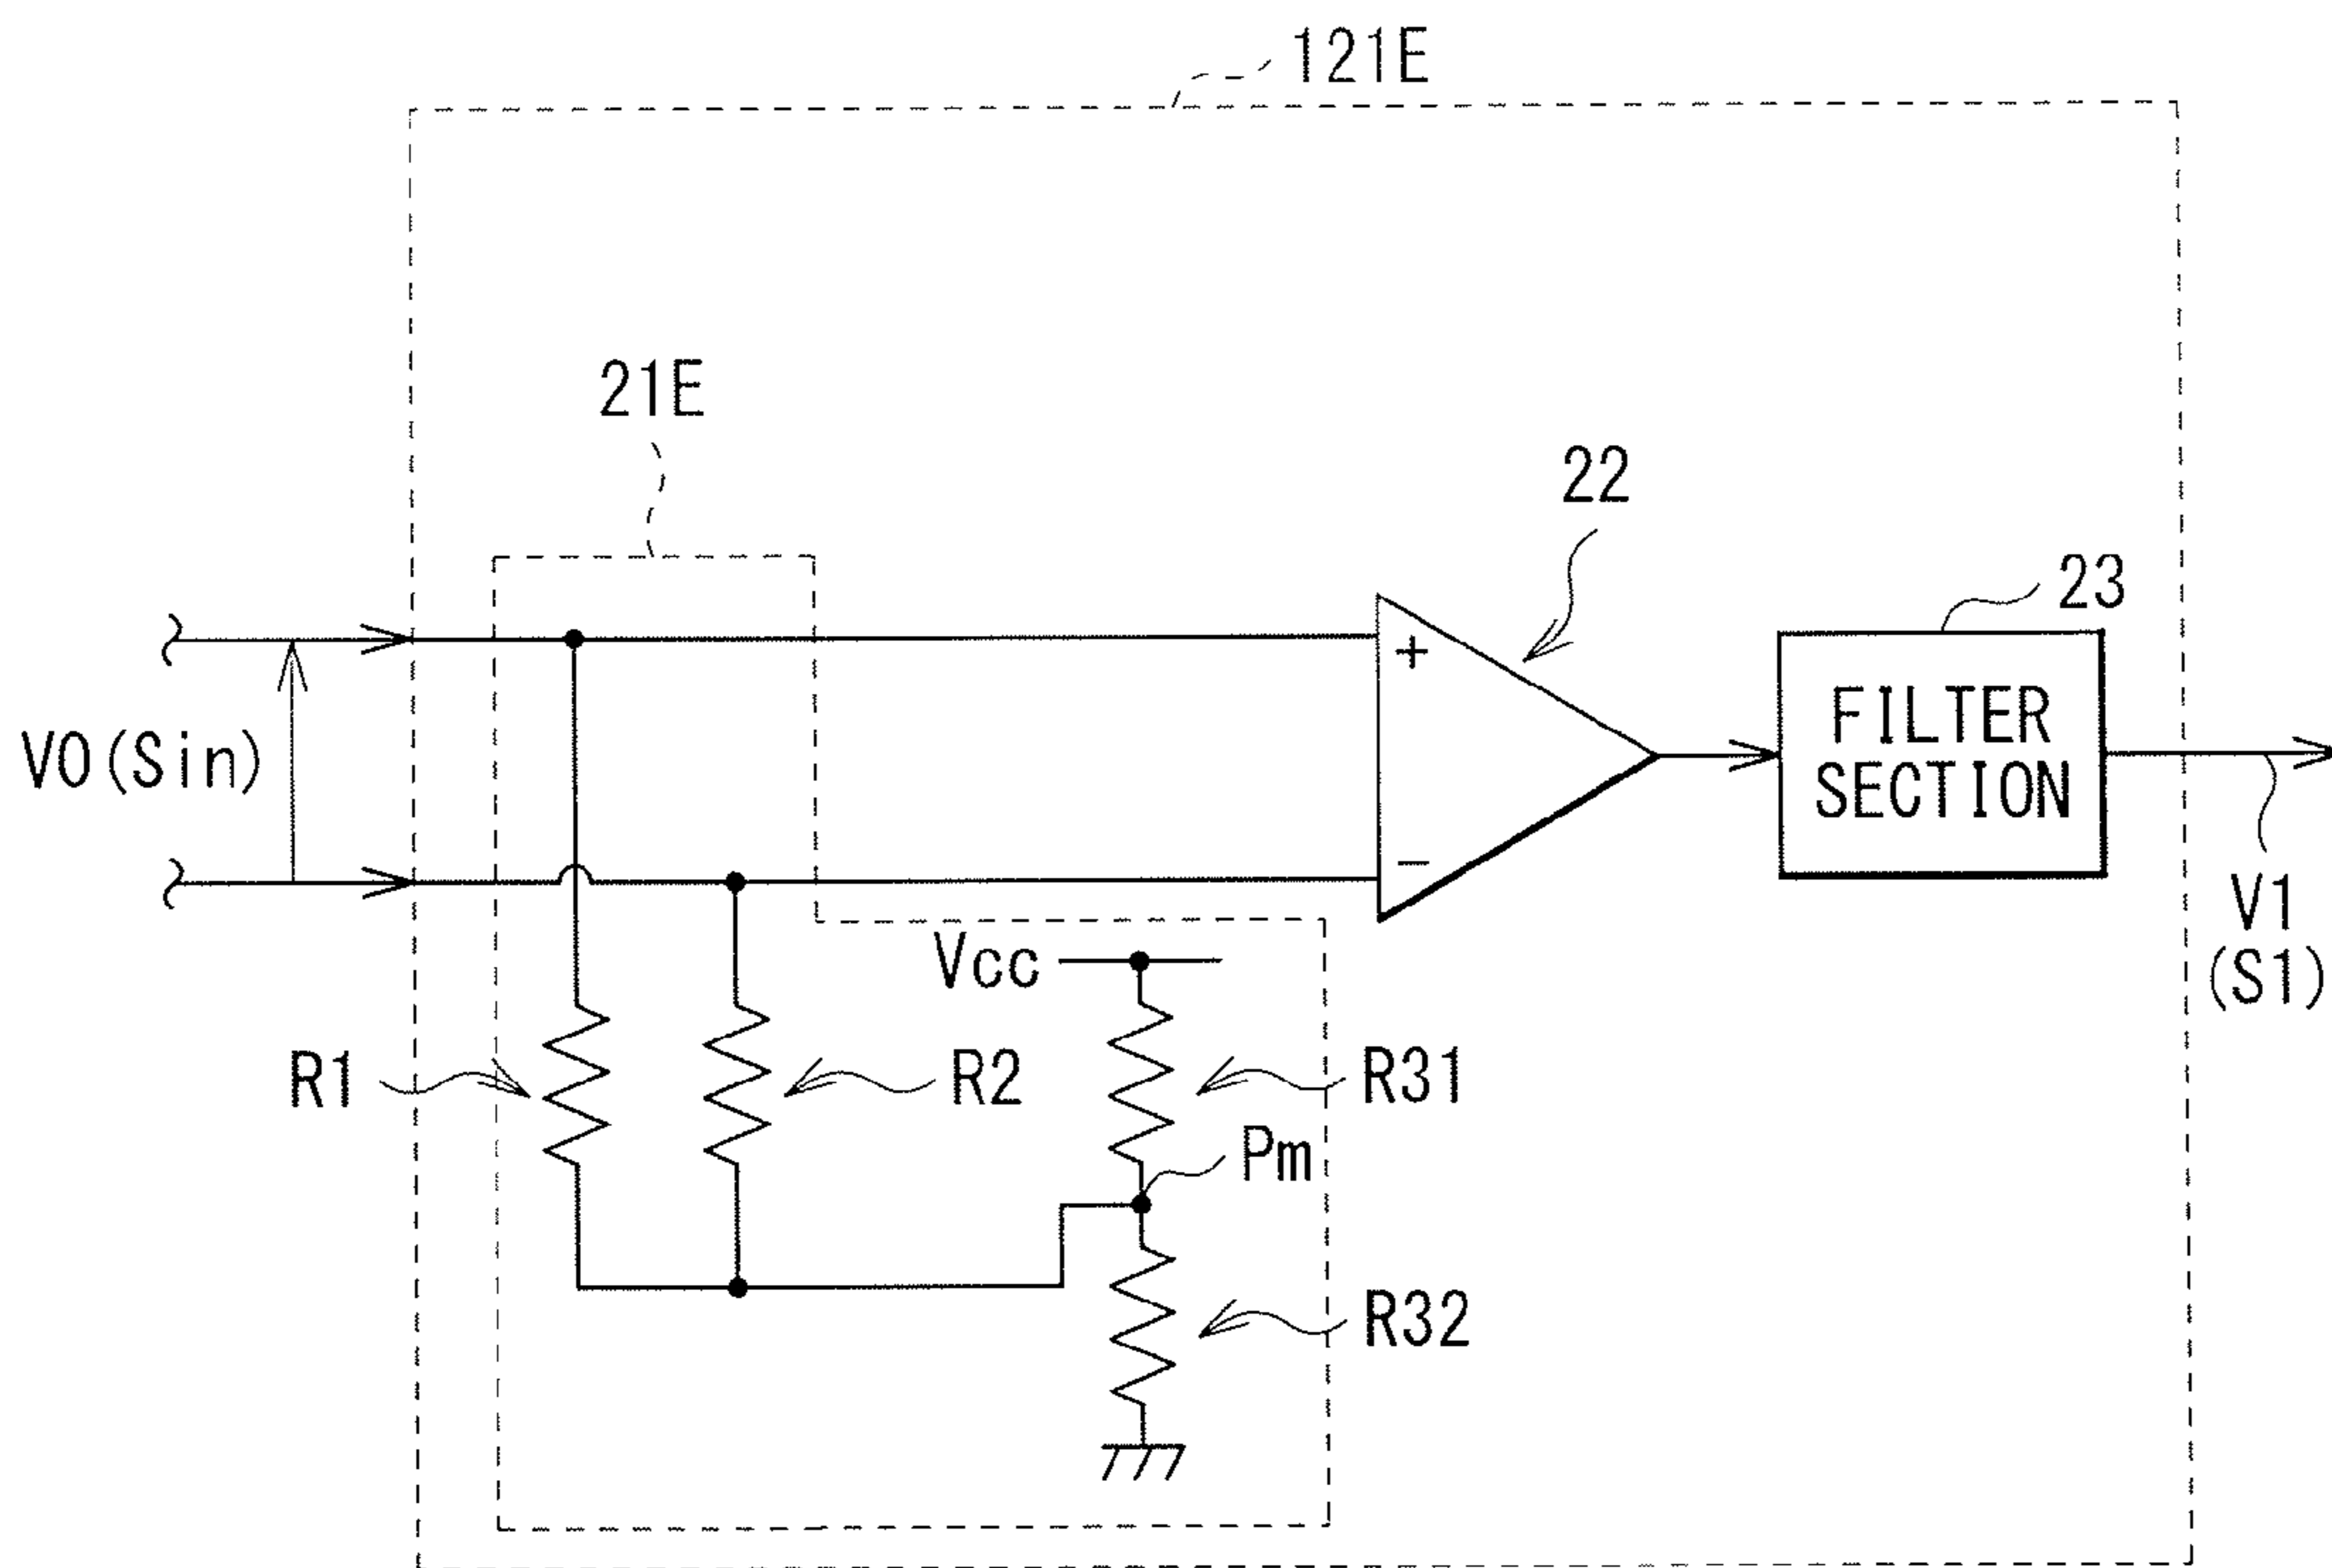 121E
21E
22
23
+
−
V0(Sin)
FILTER
SECTION
V1
(S1)
Vcc
R1
R2
R31
Pm
R32